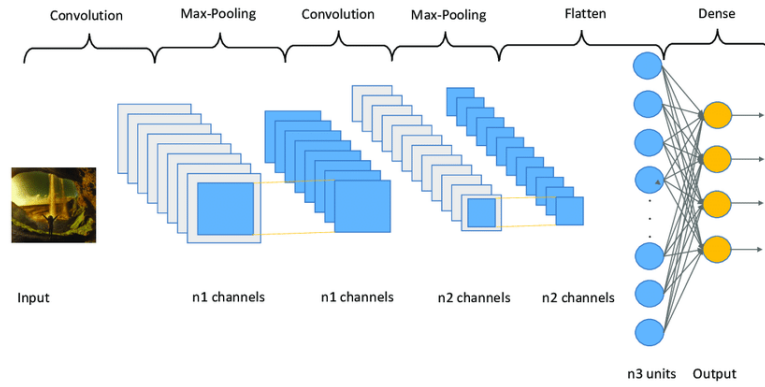 Convolution Max-Pooling Convolution Max-Pooling Flatten Dense
Input n1 channels n1 channels n2 channels n2 channels
n3 units Output